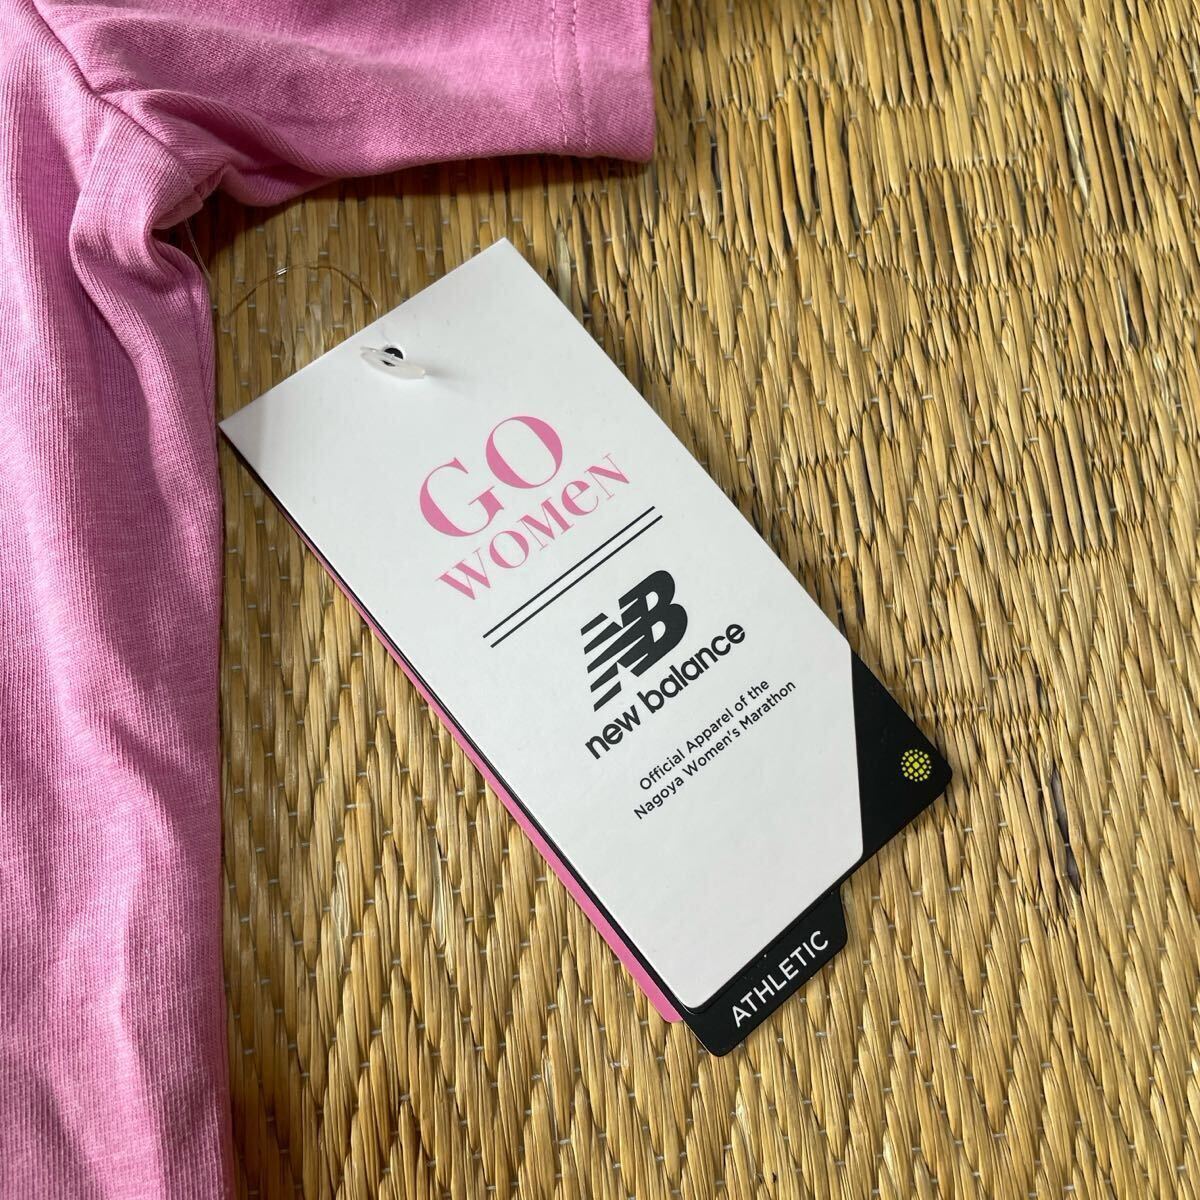 GO
WOMEN
NB
new balance
Official Apparel of the
Nagoya Women's Marathon
ATHLETIC